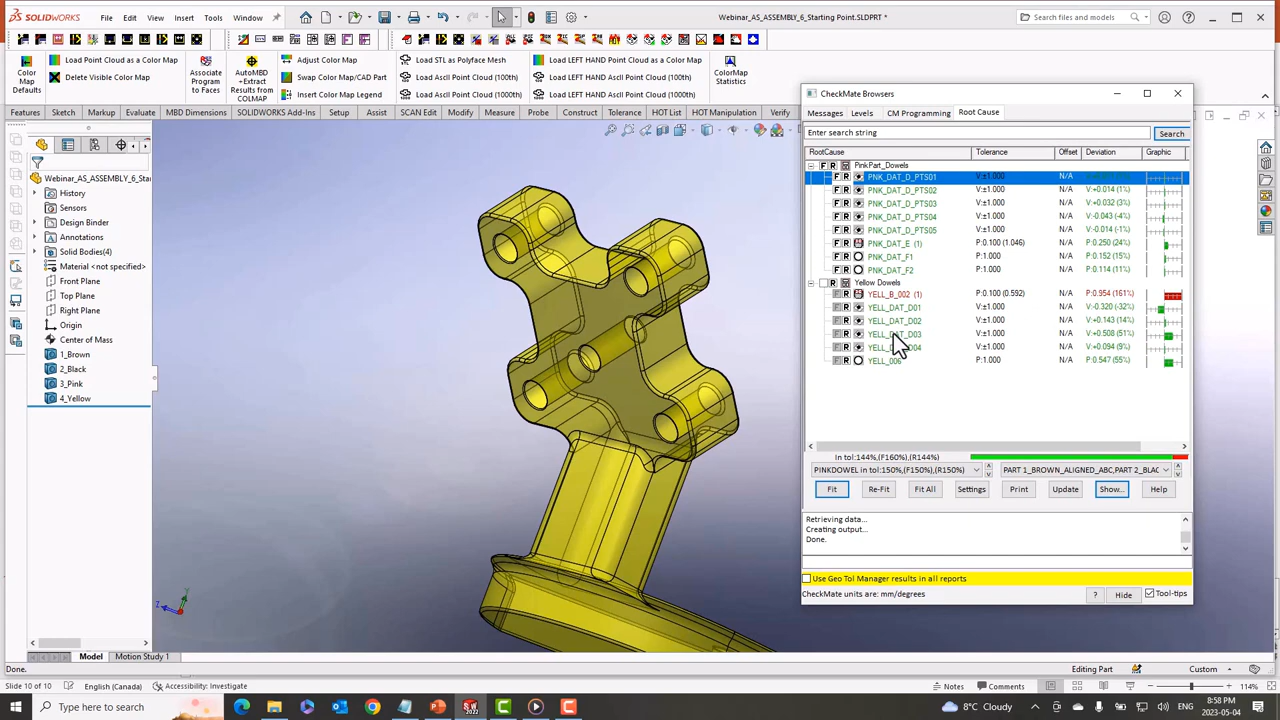 SOLIDWORKS File Edit View Insert Tools Window Webinar_AS_ASSEMBLY_6_Starting Point.SLDPRT * Search files and models
Color Map Defaults
Load Point Cloud as a Color Map
Delete Visible Color Map
Associate Program to Faces
AutoMBD +Extract Results from COLMAP
Adjust Color Map
Swap Color Map/CAD Part
Insert Color Map Legend
Load STL as Polyface Mesh
Load Ascll Point Cloud (1000th)
Load Ascll Point Cloud (100th)
Load LEFT HAND Point Cloud as a Color Map
Load LEFT HAND Ascll Point Cloud (100th)
Load LEFT HAND Ascll Point Cloud (1000th)
ColorMap Statistics
Features Sketch Markup Evaluate MBD Dimensions SOLIDWORKS Add-Ins Setup Assist SCAN Edit Modify Measure Probe Construct Tolerance HOT List HOT Manipulation Verify
Webinar_AS_ASSEMBLY_6_Sta
History
Sensors
Design Binder
Annotations
Solid Bodies(4)
Material <not specified>
Front Plane
Top Plane
Right Plane
Origin
Center of Mass
1_Brown
2_Black
3_Pink
4_Yellow
CheckMate Browsers
Messages Levels CM Programming Root Cause
Enter search string Search
RootCause Tolerance Offset Deviation Graphic
F R PinkPart_Dowels
F R PNK_DAT_D_PTS01 V:±1.000 N/A
F R PNK_DAT_D_PTS02 V:±1.000 N/A V:+0.014 (1%)
F R PNK_DAT_D_PTS03 V:±1.000 N/A V:+0.032 (3%)
F R PNK_DAT_D_PTS04 V:±1.000 N/A V:-0.043 (-4%)
F R PNK_DAT_D_PTS05 V:±1.000 N/A V:-0.014 (-1%)
F R PNK_DAT_E (1) P:0.100 (1.046) N/A P:0.250 (24%)
F R PNK_DAT_F1 P:1.000 N/A P:0.152 (15%)
F R PNK_DAT_F2 P:1.000 N/A P:0.114 (11%)
R Yellow Dowels
F R YELL_B_002 (1) P:0.100 (0.592) N/A P:0.954 (161%)
F R YELL_DAT_D01 V:±1.000 N/A V:-0.320 (-32%)
F R YELL_DAT_D02 V:±1.000 N/A V:+0.143 (14%)
F R YELL_DAT_D03 V:±1.000 N/A V:+0.508 (51%)
F R YELL_DAT_D04 V:±1.000 N/A V:+0.094 (9%)
F R YELL_006 P:1.000 N/A P:0.547 (55%)
In tol:144%,(F160%),(R144%)
PINKDOWEL in tol:150%,(F150%),(R150%) PART 1_BROWN_ALIGNED_ABC,PART 2_BLAC
Fit Re-Fit Fit All Settings Print Update Show... Help
Retrieving data...
Creating output...
Done.
Use Geo Tol Manager results in all reports
CheckMate units are: mm/degrees ? Hide Tool-tips
Y
Z
Model Motion Study 1
Done. Editing Part Custom
Slide 10 of 10 English (Canada) Accessibility: Investigate Notes Comments 114%
Type here to search 8°C Cloudy ENG 8:58 PM 2023-05-04